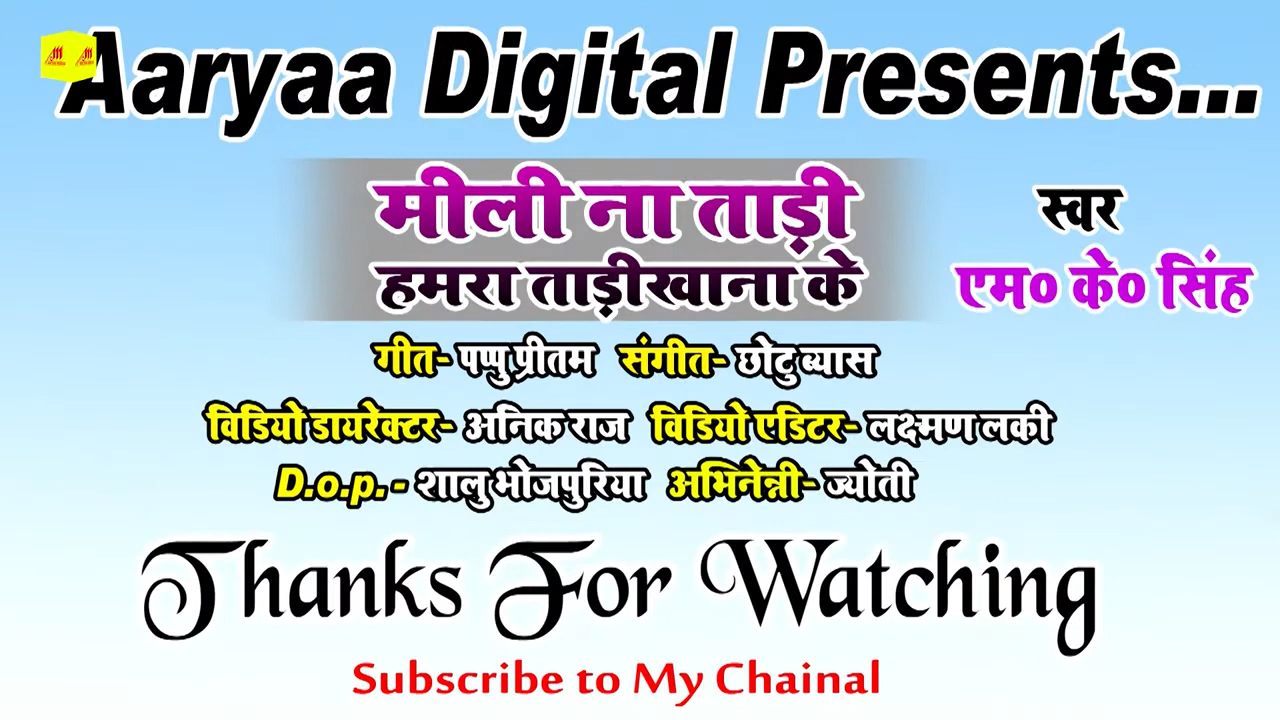 Aaryaa Digital Presents...
मीली ना ताड़ी
हमरा ताड़ीखाना के
स्वर
एम० के० सिंह
गीत- पप्पु प्रीतम संगीत- छोटु ब्यास
विडियो डायरेक्टर- अनिक राज विडियो एडिटर- लक्ष्मण लकी
D.o.p. - शालु भोजपुरिया अभिनेन्नी- ज्योती
Thanks For Watching
Subscribe to My Chainal